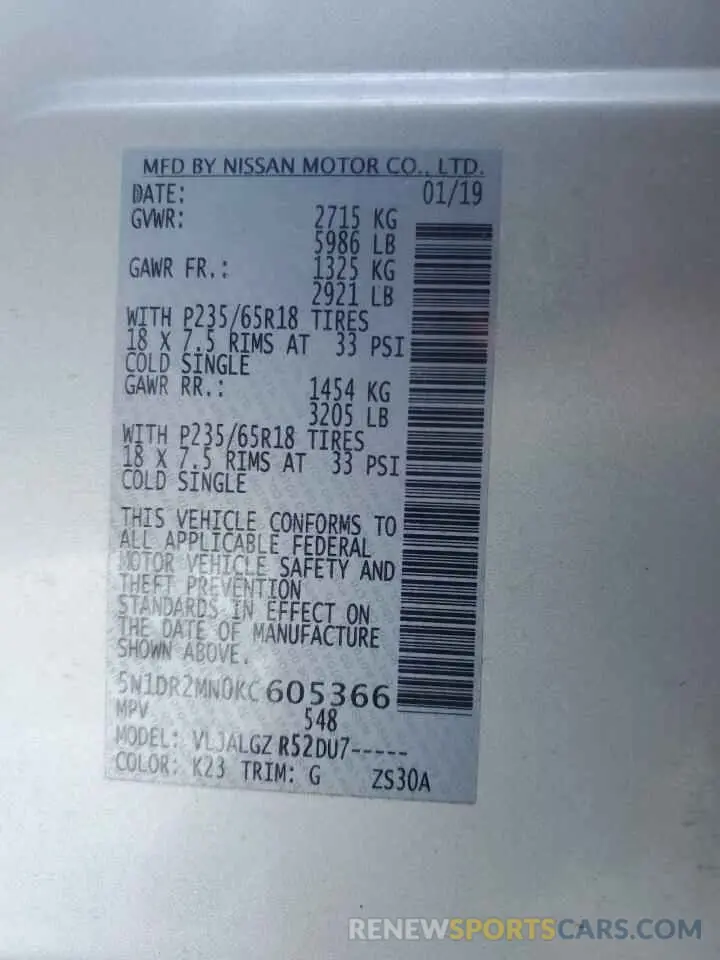 MFD BY NISSAN MOTOR CO., LTD.
DATE: 01/19
GVWR: 2715 KG
5986 LB
GAWR FR.: 1325 KG
2921 LB
WITH P235/65R18 TIRES
18 X 7.5 RIMS AT 33 PSI
COLD SINGLE
GAWR RR.: 1454 KG
3205 LB
WITH P235/65R18 TIRES
18 X 7.5 RIMS AT 33 PSI
COLD SINGLE
THIS VEHICLE CONFORMS TO
ALL APPLICABLE FEDERAL
MOTOR VEHICLE SAFETY AND
THEFT PREVENTION
STANDARDS IN EFFECT ON
THE DATE OF MANUFACTURE
SHOWN ABOVE.
5N1DR2MN0KC605366
MPV 548
MODEL: VLJALGZ R52DU7-----
COLOR: K23 TRIM: G ZS30A
RENEWSPORTSCARS.COM